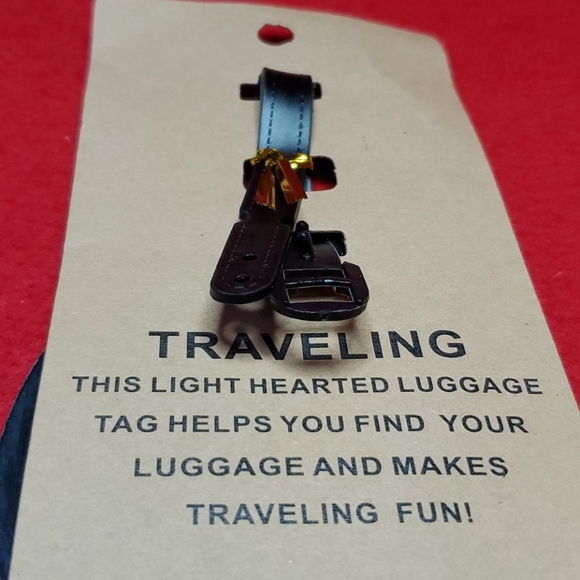 TRAVELING
THIS LIGHT HEARTED LUGGAGE
TAG HELPS YOU FIND YOUR
LUGGAGE AND MAKES
TRAVELING FUN!